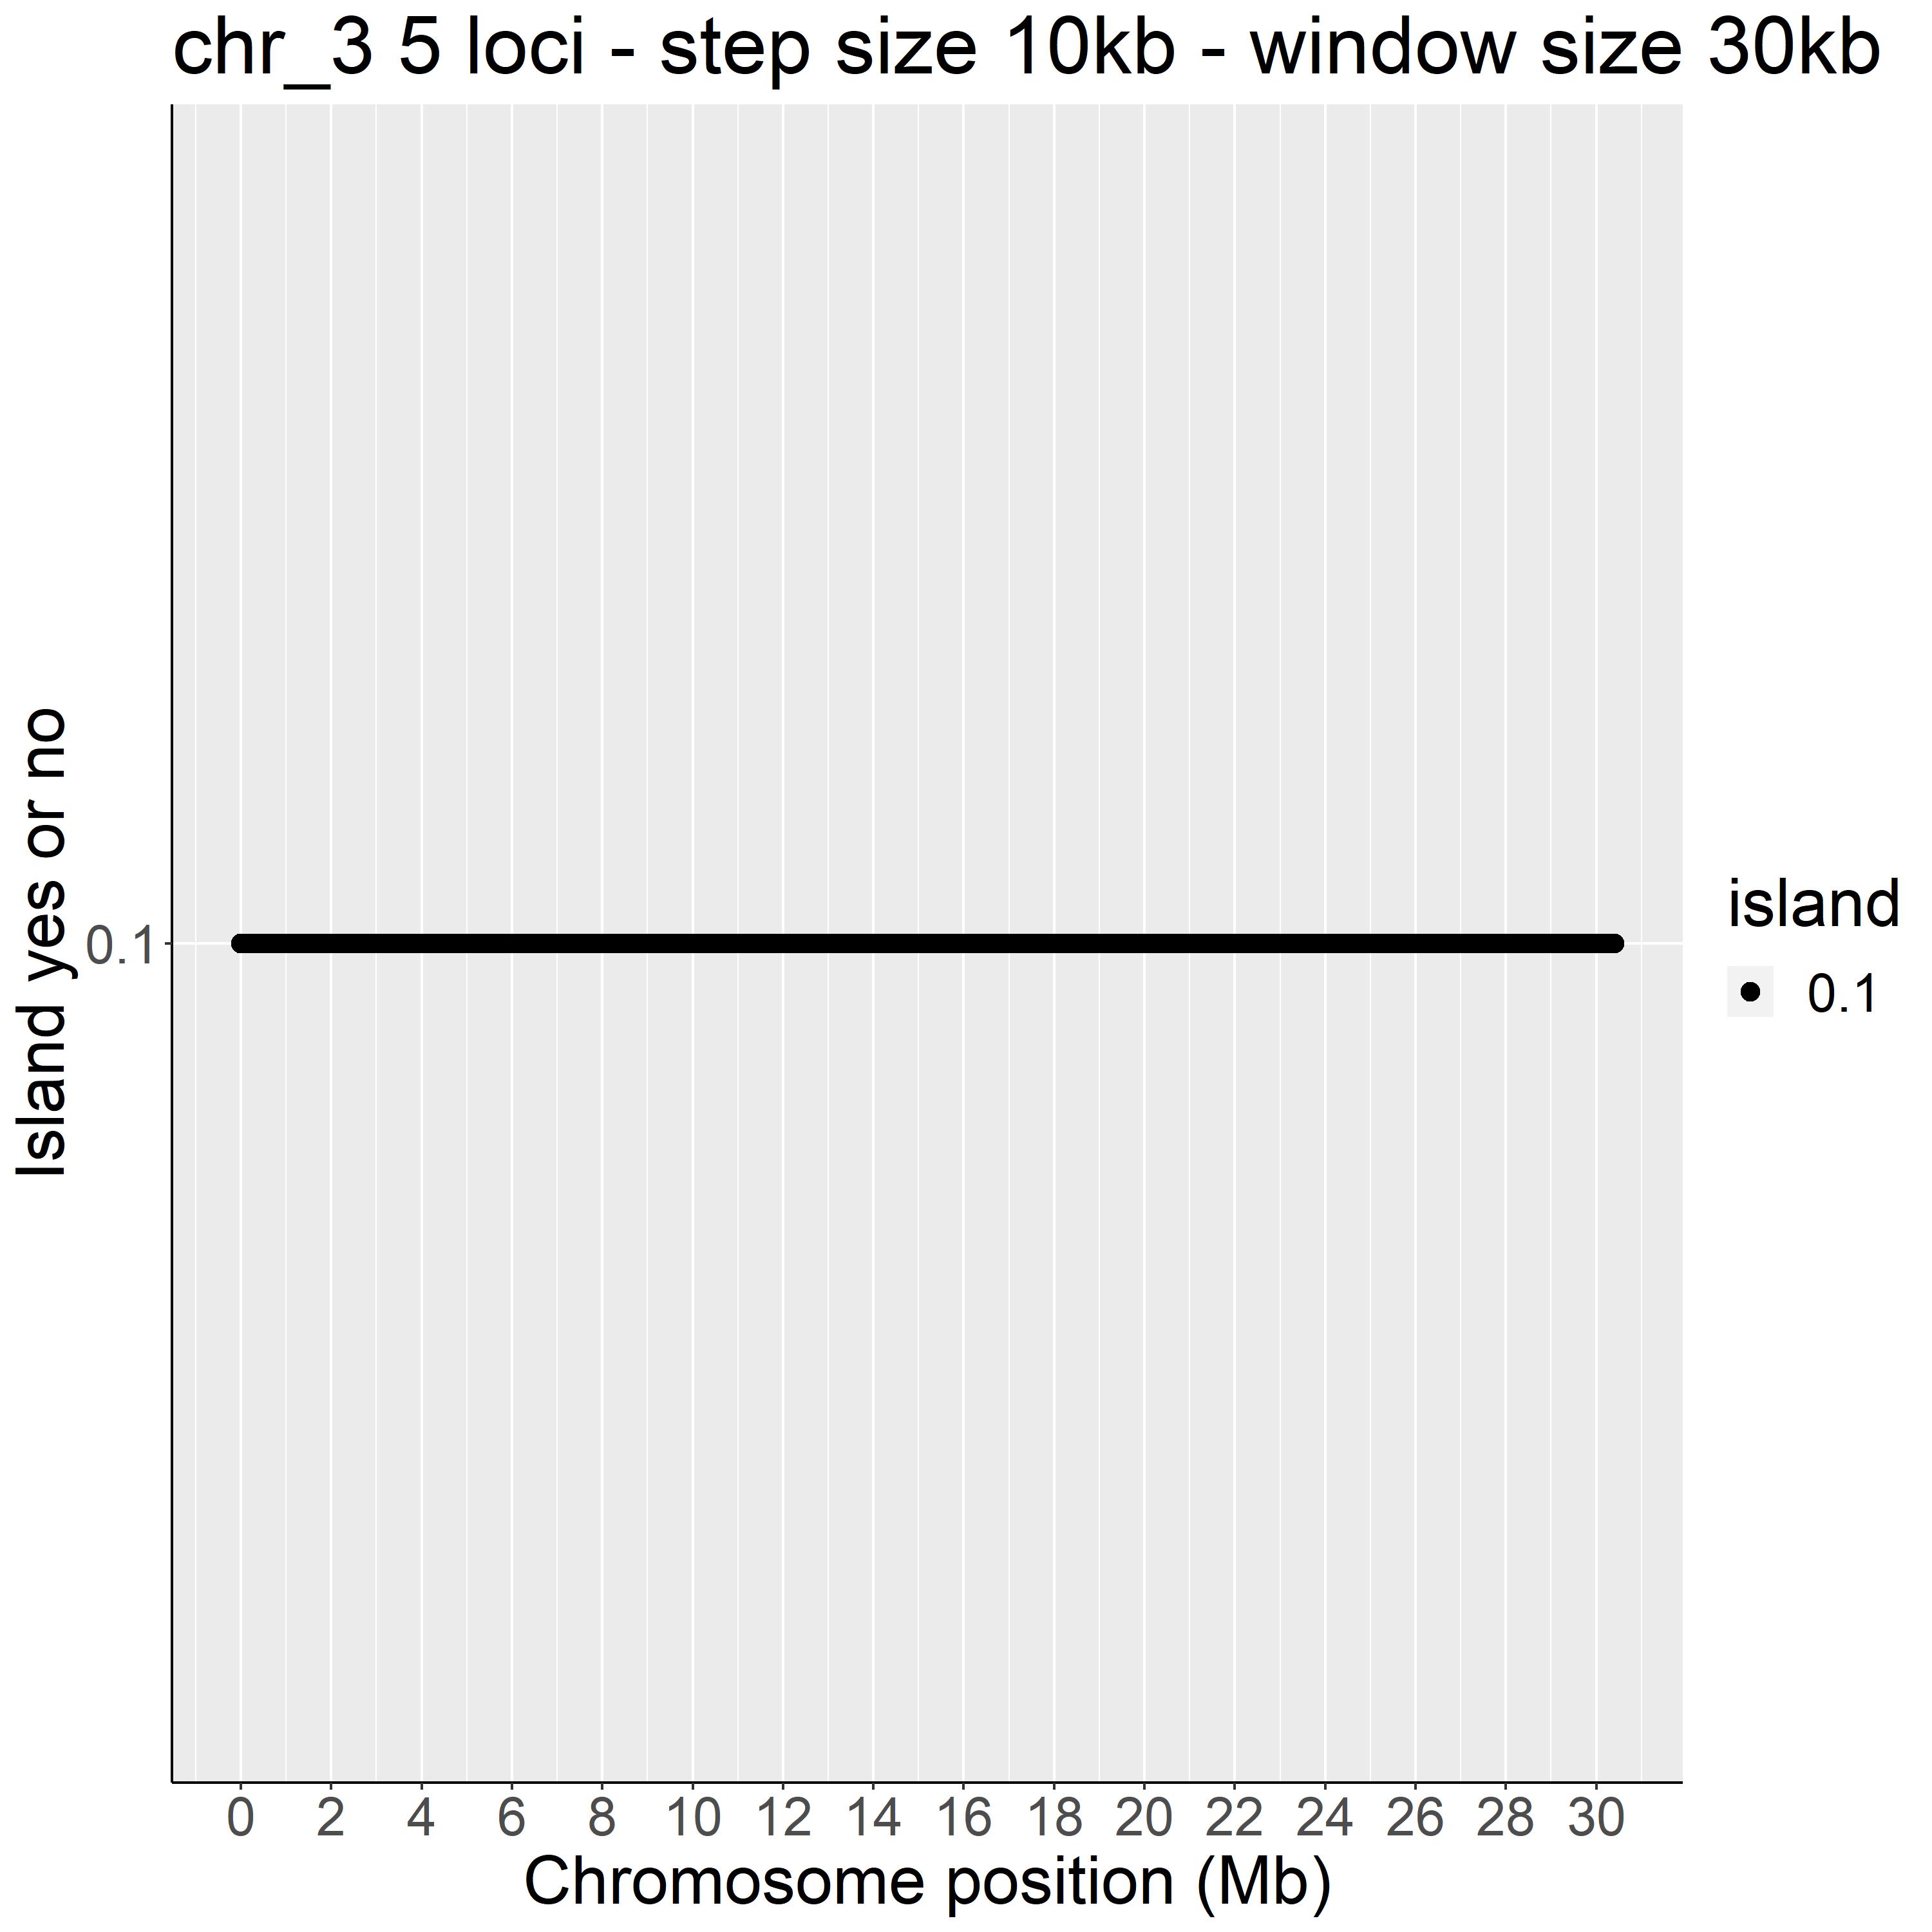 chr_3 5 loci - step size 10kb - window size 30kb
Island yes or no
0.1
island
0.1
0 2 4 6 8 10 12 14 16 18 20 22 24 26 28 30
Chromosome position (Mb)